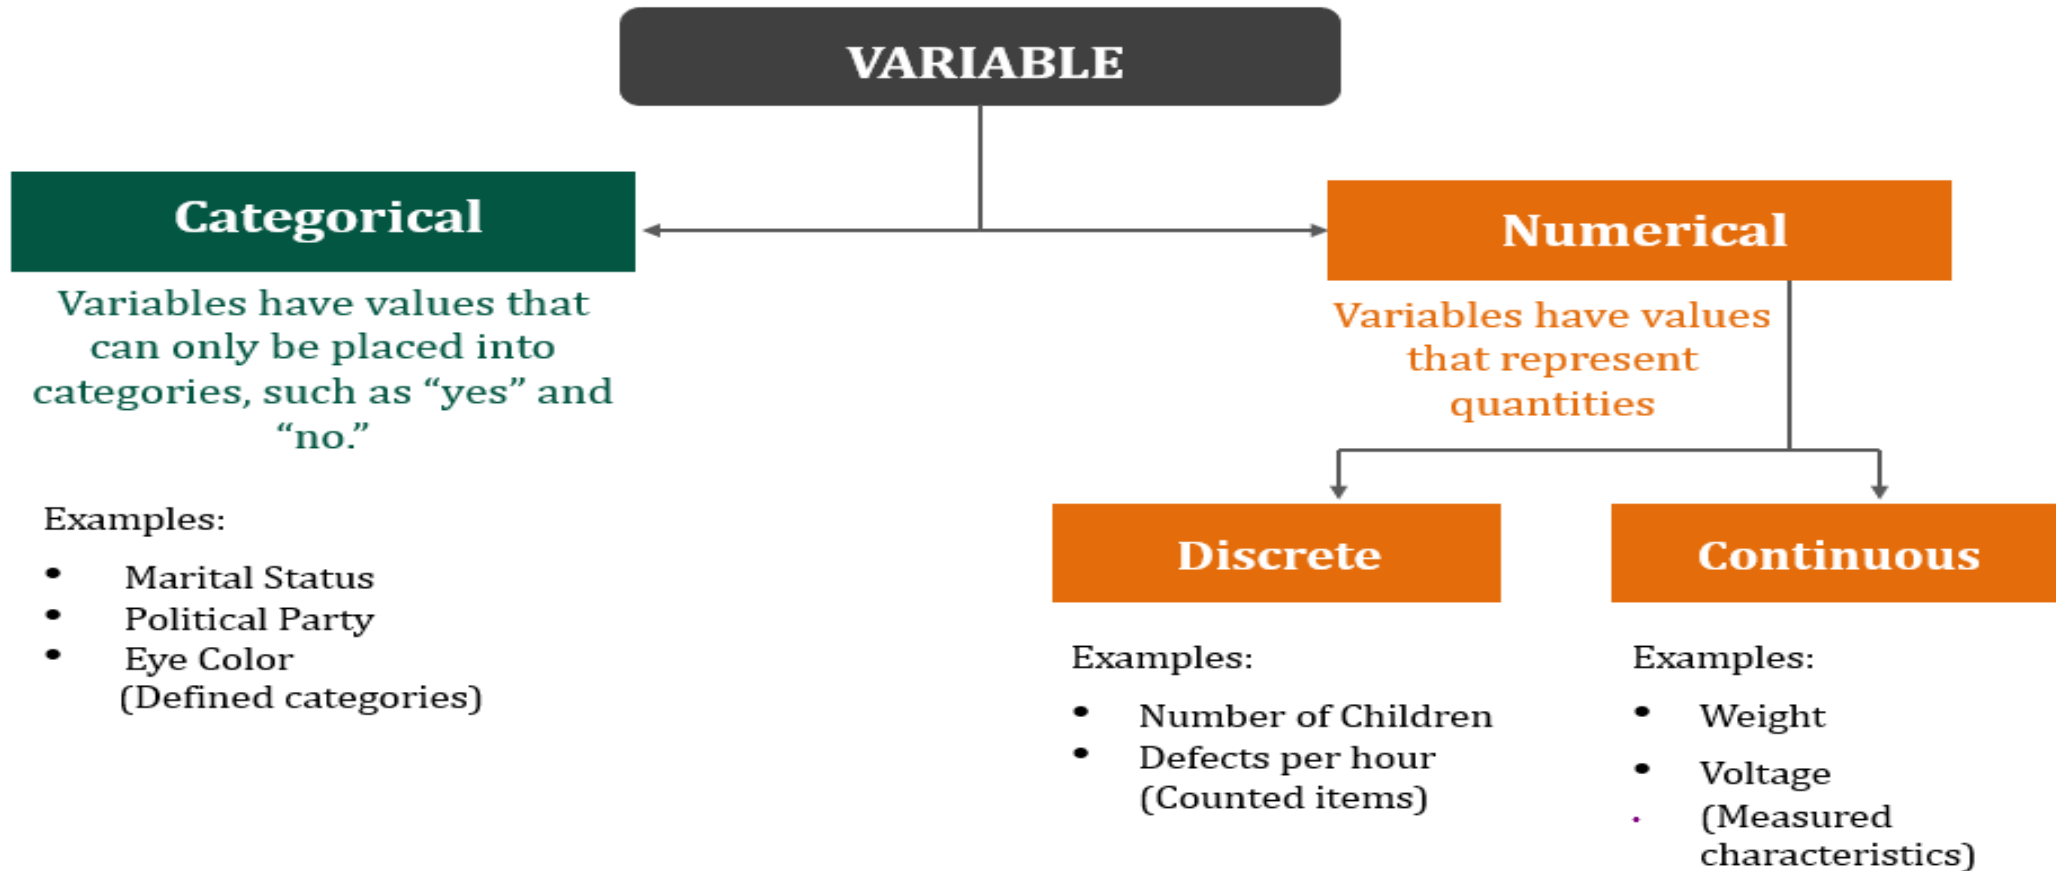 VARIABLE
Categorical
Variables have values that
can only be placed into
categories, such as “yes” and
“no.”
Examples:
• Marital Status
• Political Party
• Eye Color
(Defined categories)
Numerical
Variables have values
that represent
quantities
Discrete
Examples:
• Number of Children
• Defects per hour
(Counted items)
Continuous
Examples:
• Weight
• Voltage
• (Measured
characteristics)